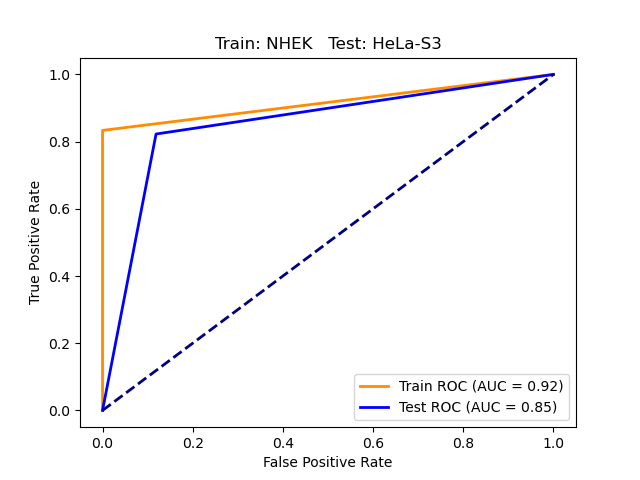 Train: NHEK   Test: HeLa-S3
True Positive Rate
1.0
0.8
0.6
0.4
0.2
0.0
0.0 0.2 0.4 0.6 0.8 1.0
False Positive Rate
Train ROC (AUC = 0.92)
Test ROC (AUC = 0.85)